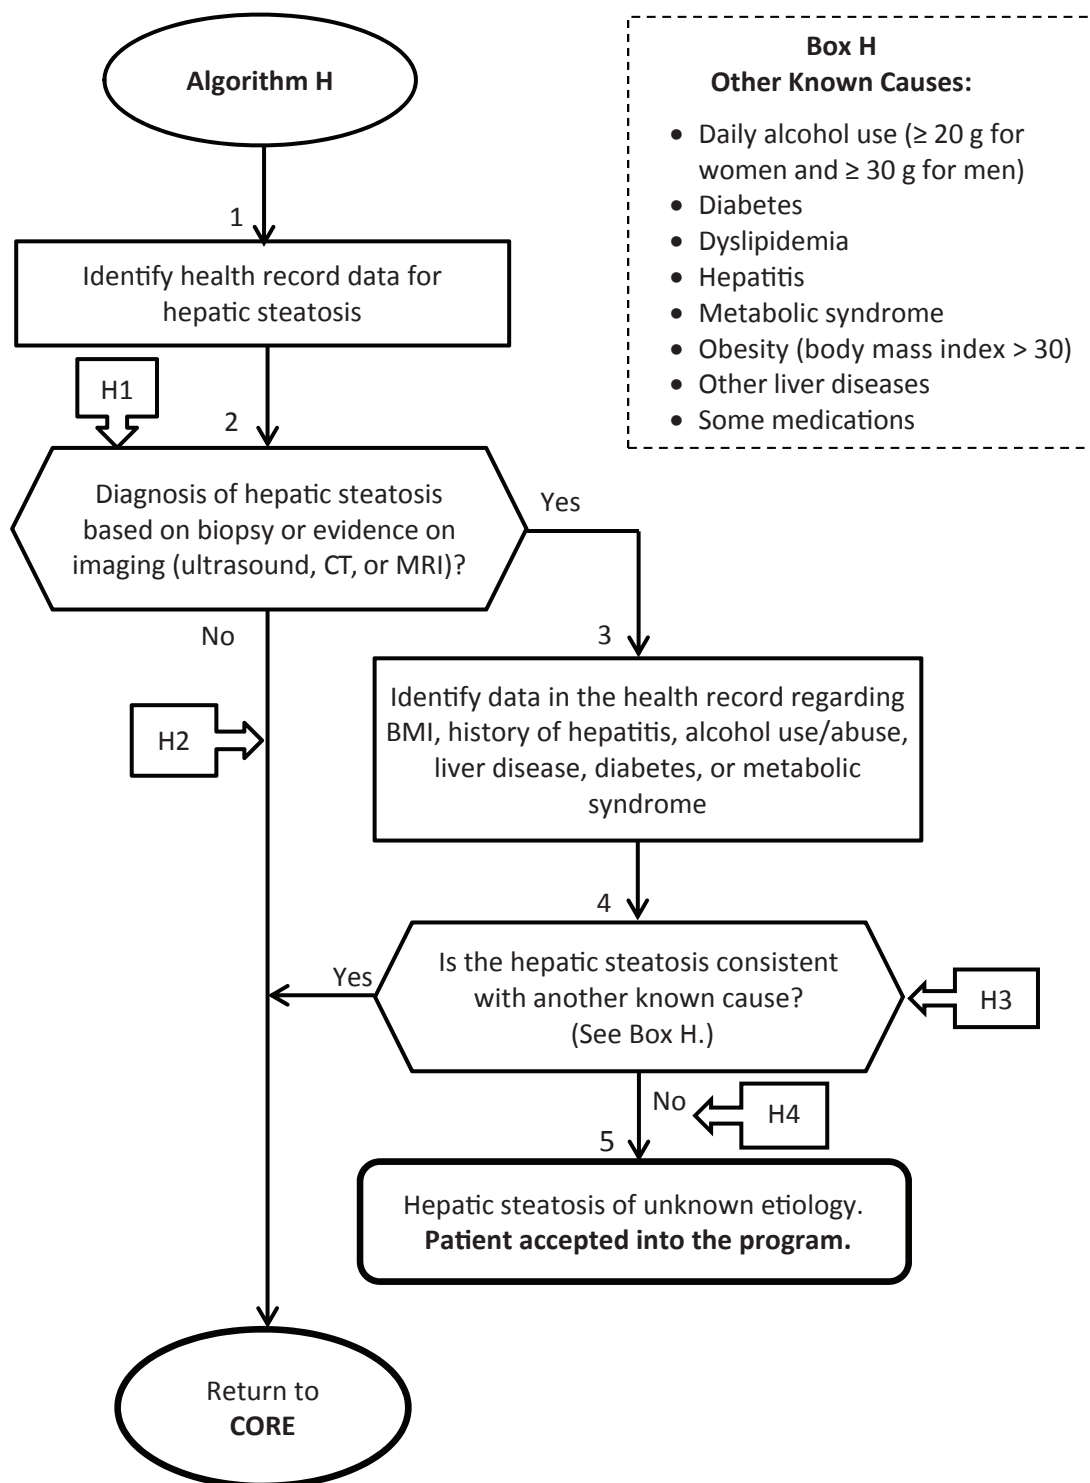 Algorithm H
Box H
Other Known Causes:
• Daily alcohol use (≥ 20 g for
women and ≥ 30 g for men)
• Diabetes
• Dyslipidemia
• Hepatitis
• Metabolic syndrome
• Obesity (body mass index > 30)
• Other liver diseases
• Some medications
1
Identify health record data for
hepatic steatosis
H1
2
Diagnosis of hepatic steatosis
based on biopsy or evidence on
imaging (ultrasound, CT, or MRI)?
Yes
No
3
Identify data in the health record regarding
BMI, history of hepatitis, alcohol use/abuse,
liver disease, diabetes, or metabolic
syndrome
H2
4
Is the hepatic steatosis consistent
with another known cause?
(See Box H.)
Yes
H3
No
H4
5
Hepatic steatosis of unknown etiology.
Patient accepted into the program.
Return to
CORE